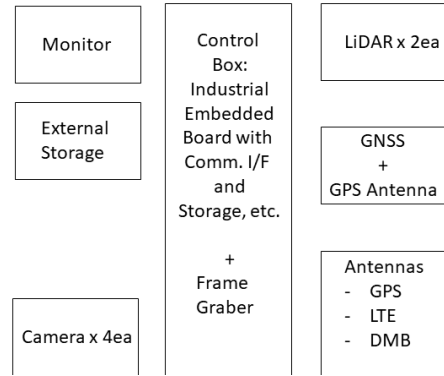 Monitor
External
Storage
Camera x 4ea
Control
Box:
Industrial
Embedded
Board with
Comm. I/F
and
Storage, etc.
+
Frame
Graber
LiDAR x 2ea
GNSS
+
GPS Antenna
Antennas
- GPS
- LTE
- DMB